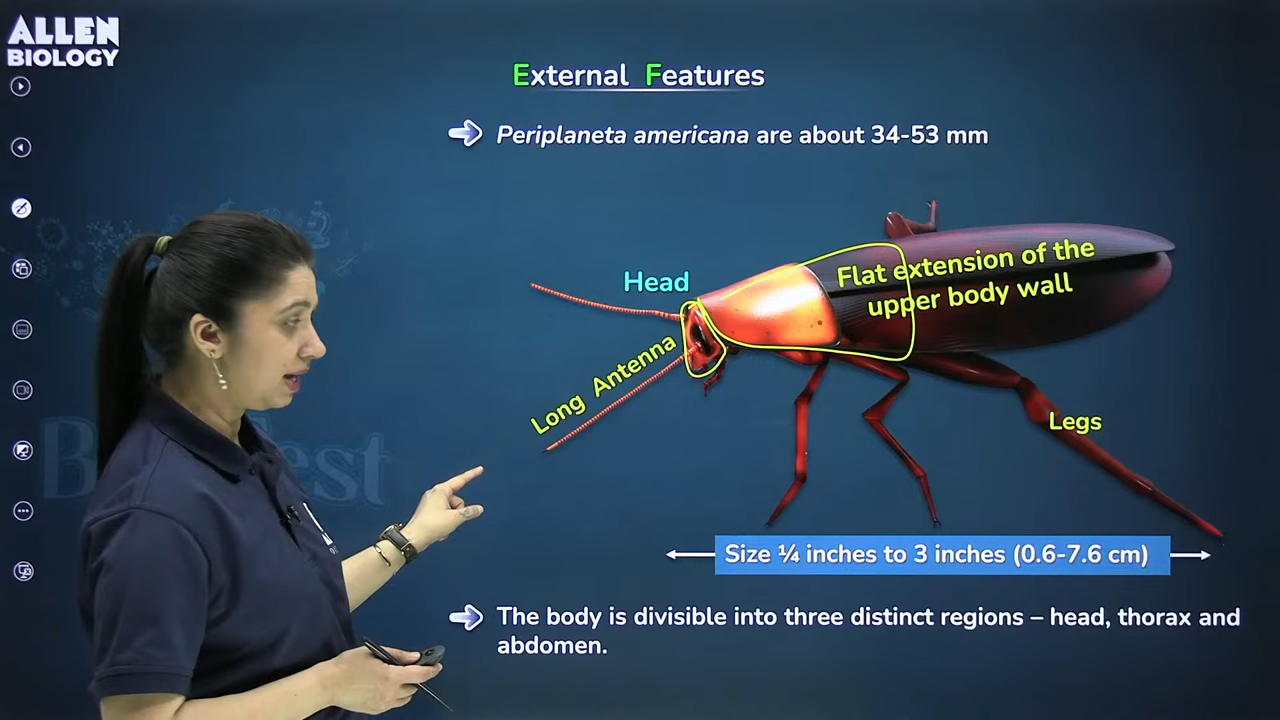 ALLEN
BIOLOGY
External Features
Periplaneta americana are about 34-53 mm
Head
Flat extension of the
upper body wall
Long Antenna
Legs
Size ¼ inches to 3 inches (0.6-7.6 cm)
The body is divisible into three distinct regions – head, thorax and
abdomen.